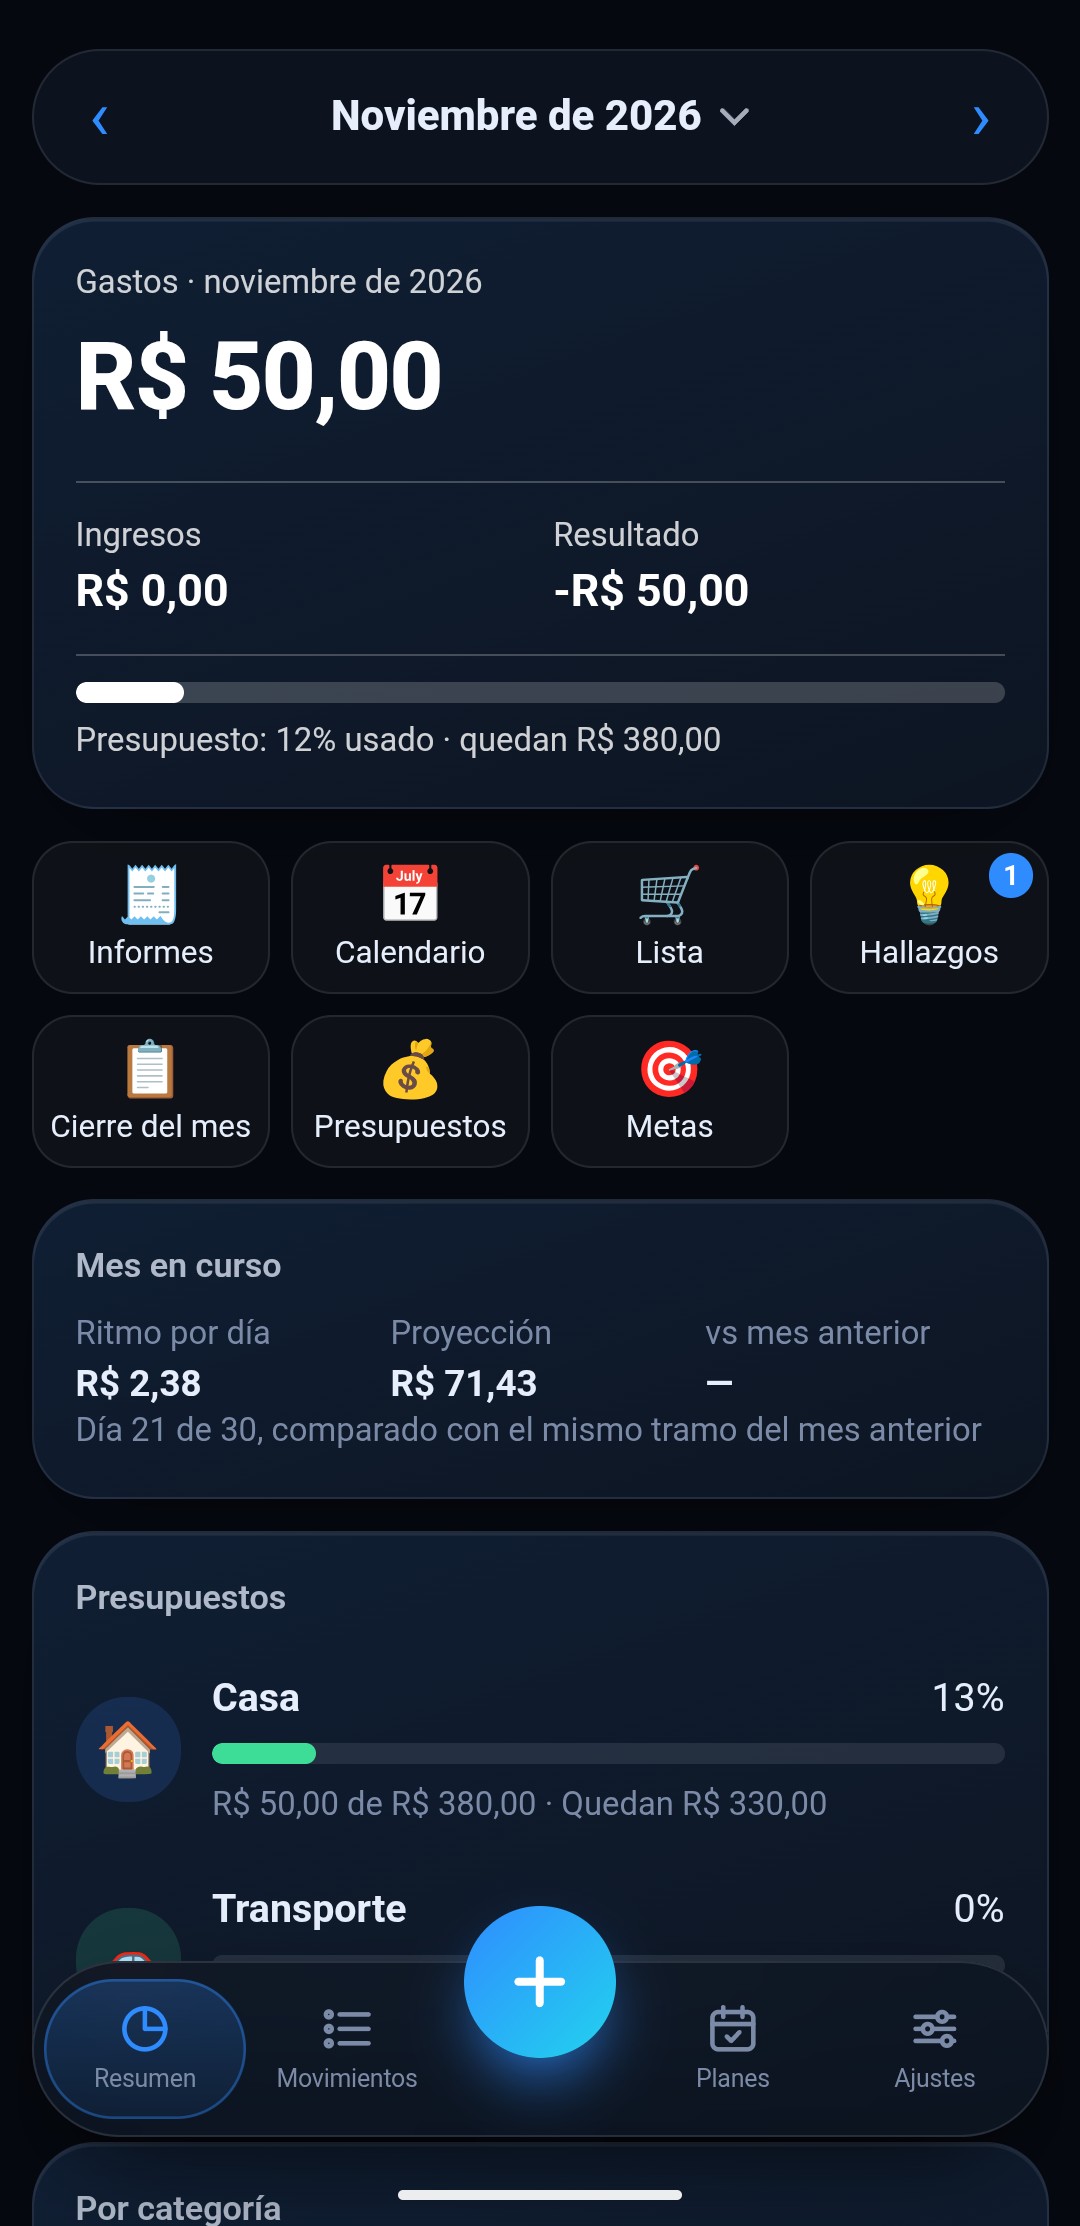 Noviembre de 2026
Gastos · noviembre de 2026
R$ 50,00
Ingresos
Resultado
R$ 0,00
-R$ 50,00
Presupuesto: 12% usado · quedan R$ 380,00
July
17
1
Informes
Calendario
Lista
Hallazgos
Cierre del mes
Presupuestos
Metas
Mes en curso
Ritmo por día
Proyección
vs mes anterior
R$ 2,38
R$ 71,43
—
Día 21 de 30, comparado con el mismo tramo del mes anterior
Presupuestos
Casa
13%
R$ 50,00 de R$ 380,00 · Quedan R$ 330,00
Transporte
0%
Resumen
Movimientos
Planes
Ajustes
Por categoría